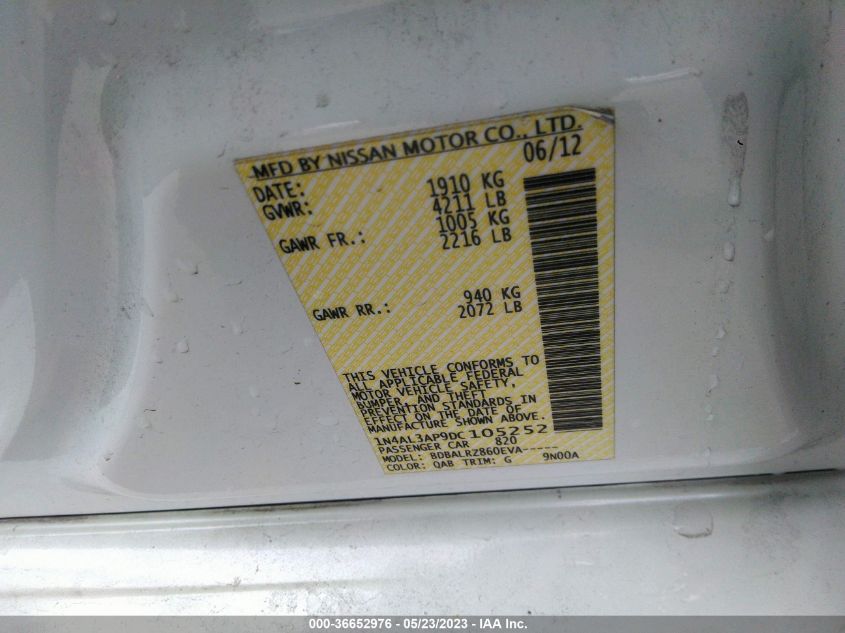 MFD BY NISSAN MOTOR CO., LTD.
DATE: 06/12
GVWR: 1910 KG
4211 LB
GAWR FR.: 1005 KG
2216 LB
GAWR RR.: 940 KG
2072 LB
THIS VEHICLE CONFORMS TO
ALL APPLICABLE FEDERAL
MOTOR VEHICLE SAFETY,
BUMPER, AND THEFT
PREVENTION STANDARDS IN
EFFECT ON THE DATE OF
MANUFACTURE SHOWN ABOVE.
1N4AL3AP9DC105252
PASSENGER CAR 820
MODEL: BDBALRZ860EVA-----
COLOR: QAB TRIM: G 9N00A
000-36652976 - 05/23/2023 - IAA Inc.